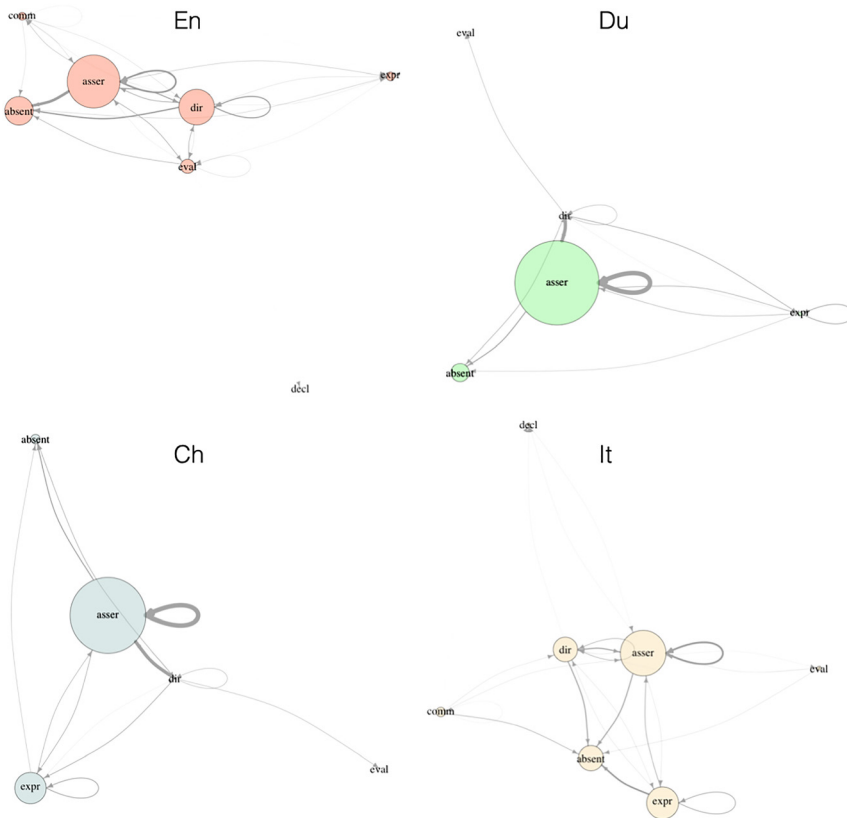 En
comm
asser
expr
dir
absent
eval
decl
Du
eval
dir
asser
expr
absent
Ch
absent
asser
dir
eval
expr
It
decl
dir
asser
eval
comm
absent
expr